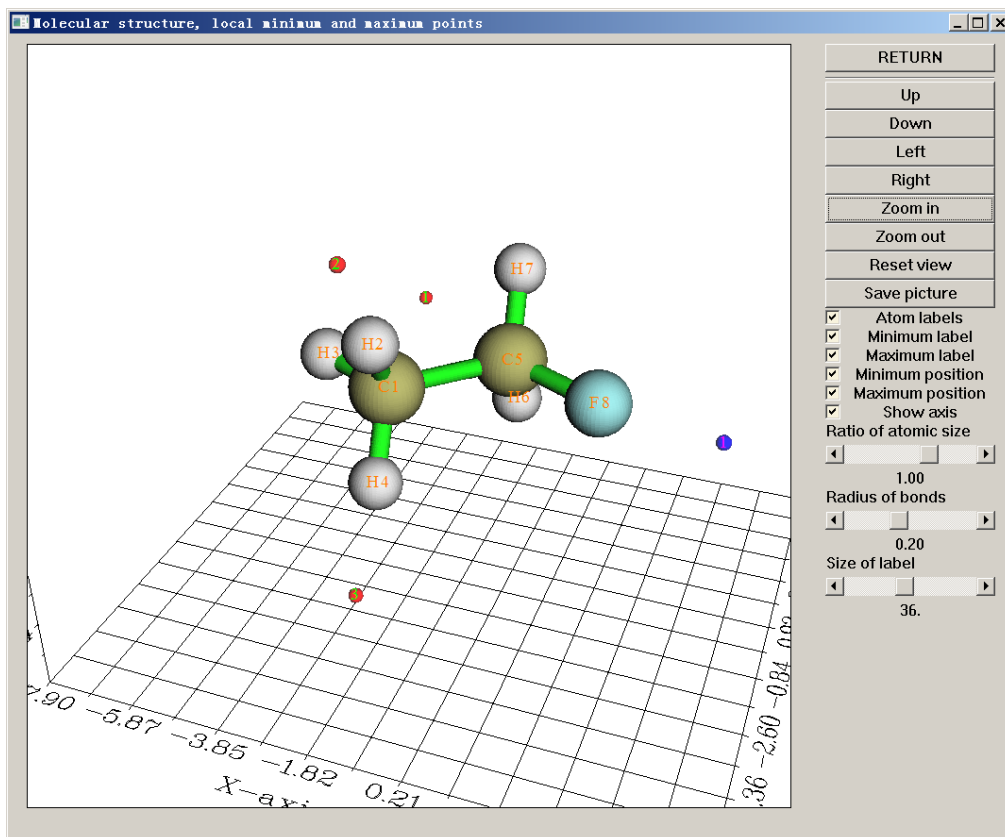 Molecular structure, local minimum and maximum points
RETURN
Up
Down
Left
Right
Zoom in
Zoom out
Reset view
Save picture
Atom labels
Minimum label
Maximum label
Minimum position
Maximum position
Show axis
Ratio of atomic size
1.00
Radius of bonds
0.20
Size of label
36.
2
1
H7
H3
H2
C1
C5
H6
F8
1
H4
3
7.90 -5.87 -3.85 -1.82 0.21
-0.84
-2.60
.36